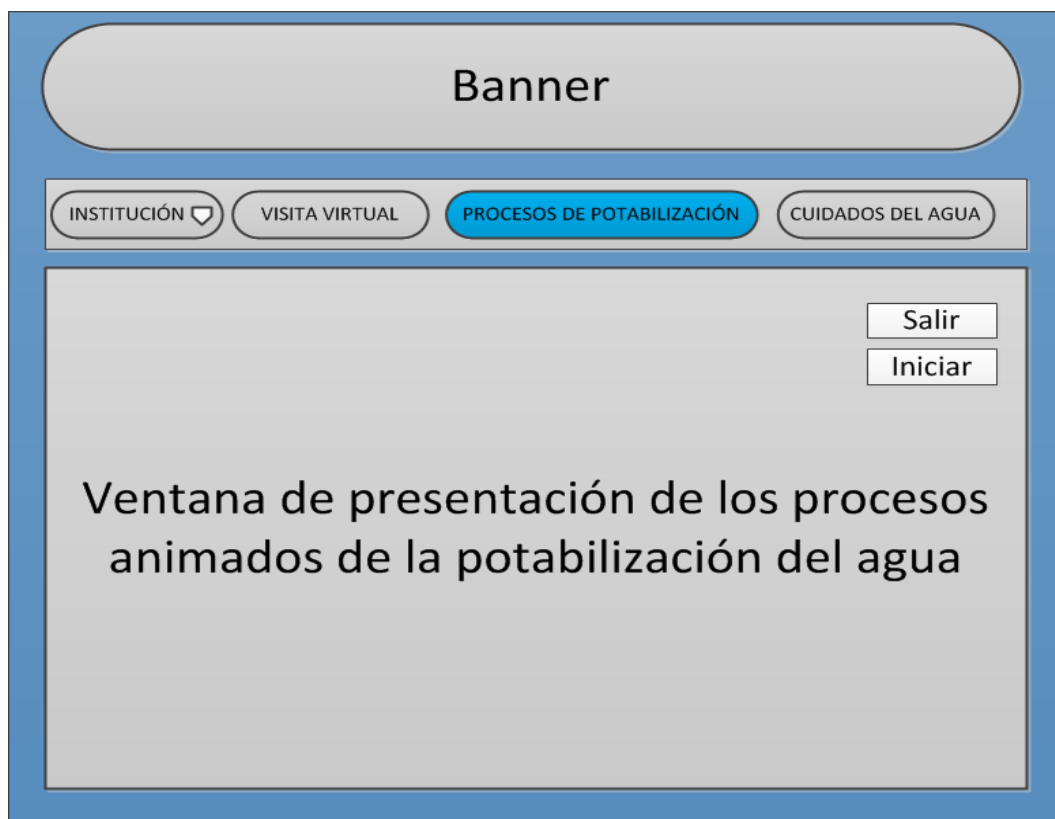 Banner
INSTITUCIÓN
VISITA VIRTUAL
PROCESOS DE POTABILIZACIÓN
CUIDADOS DEL AGUA
Salir
Iniciar
Ventana de presentación de los procesos
animados de la potabilización del agua